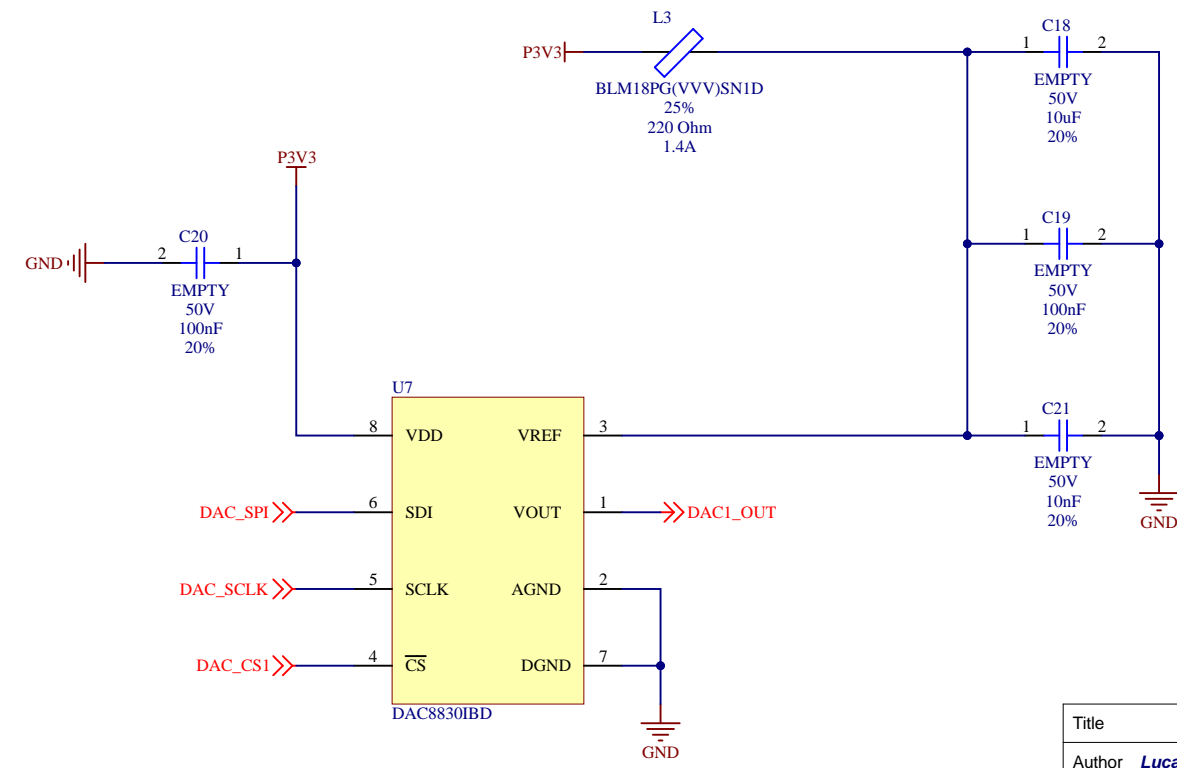 L3
P3V3
BLM18PG(VVV)SN1D
25%
220 Ohm
1.4A
C18
1 2
EMPTY
50V
10uF
20%
P3V3
C20
GND 2 1
EMPTY
50V
100nF
20%
C19
1 2
EMPTY
50V
100nF
20%
C21
1 2
EMPTY
50V
10nF
20%
GND
U7
8 VDD VREF 3
DAC_SPI 6 SDI VOUT 1 DAC1_OUT
DAC_SCLK 5 SCLK AGND 2
DAC_CS1 4 CS DGND 7
DAC8830IBD
GND
Title
Author Luca